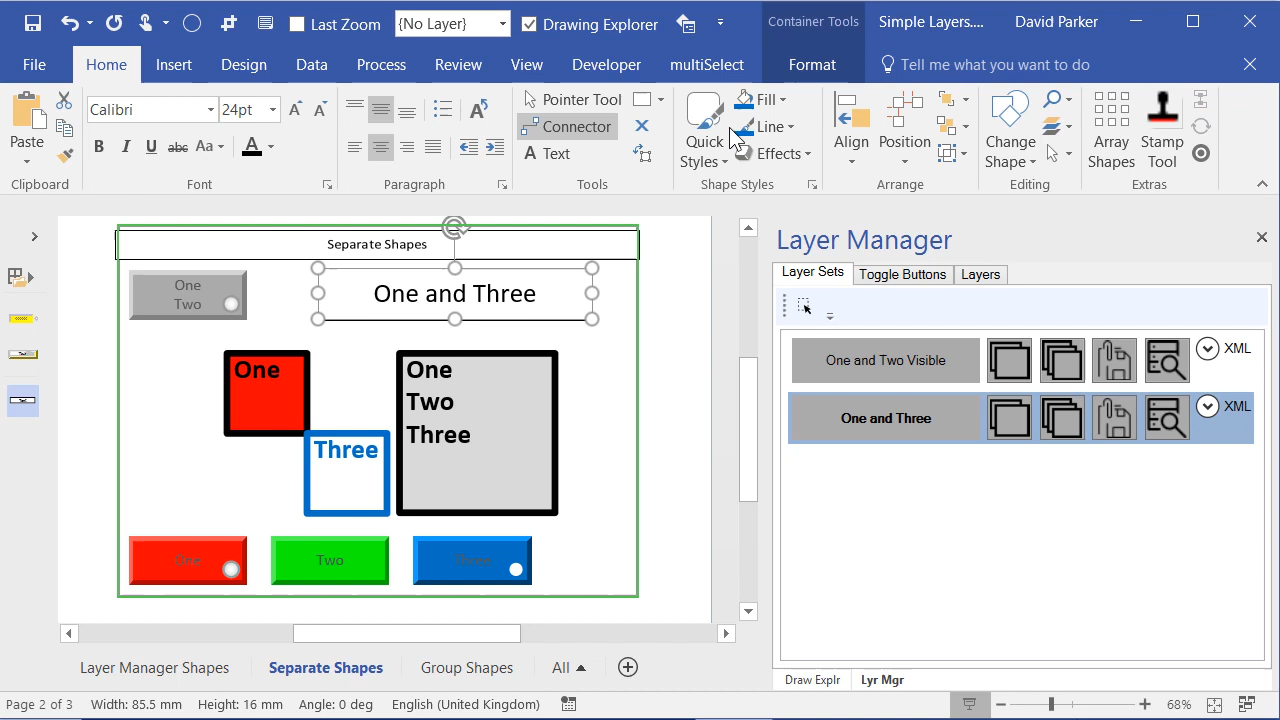 Last Zoom
{No Layer}
Drawing Explorer
Container Tools
Simple Layers....
David Parker
File
Home
Insert
Design
Data
Process
Review
View
Developer
multiSelect
Format
Tell me what you want to do
Paste
Clipboard
Calibri
24pt
B I U abc Aa A
Font
Paragraph
Pointer Tool
Connector
A Text
Tools
Quick
Styles
Fill
Line
Effects
Shape Styles
Align
Position
Arrange
Change
Shape
Editing
Array
Shapes
Stamp
Tool
Extras
Separate Shapes
One
Two
One and Three
One
Three
One
Two
Three
One
Two
Three
Layer Manager
Layer Sets
Toggle Buttons
Layers
One and Two Visible
XML
One and Three
XML
Layer Manager Shapes
Separate Shapes
Group Shapes
All
Draw Explr
Lyr Mgr
Page 2 of 3
Width: 85.5 mm
Height: 16 mm
Angle: 0 deg
English (United Kingdom)
68%